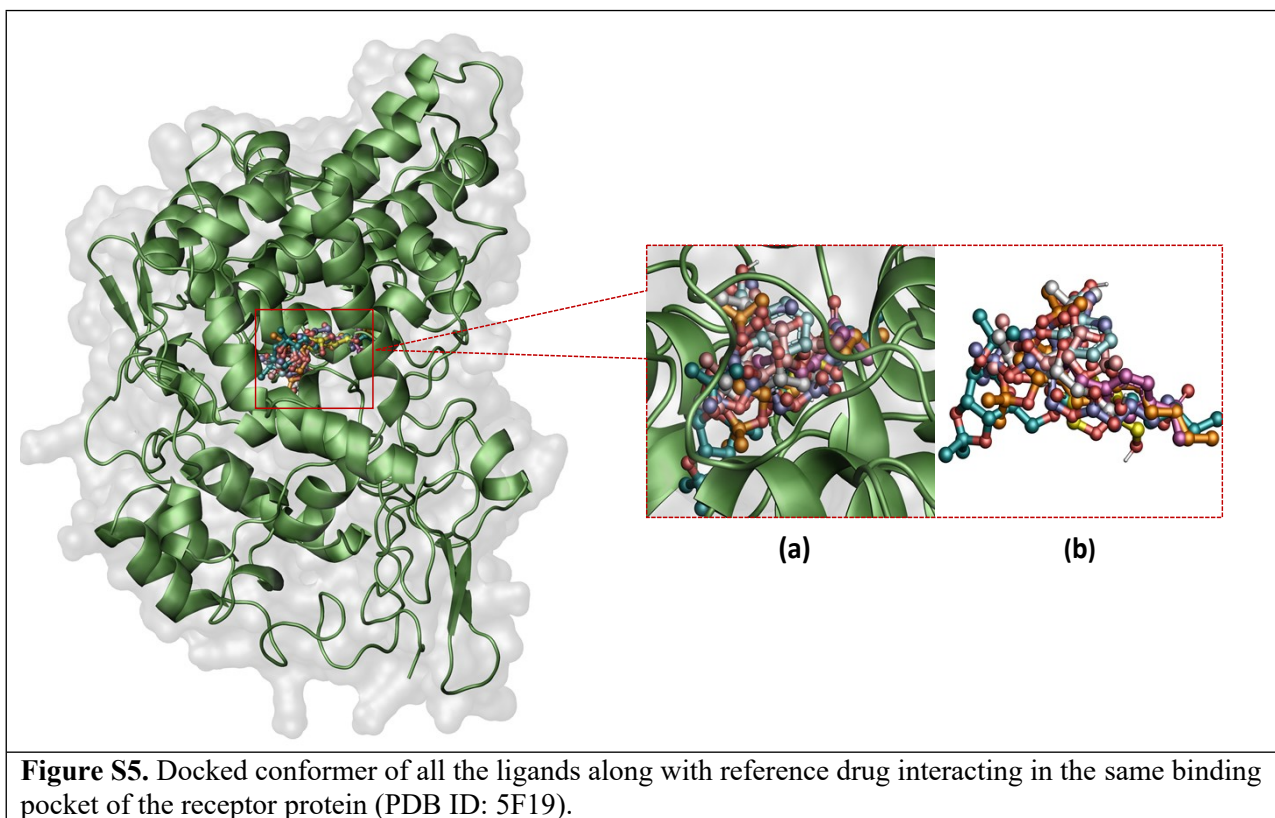 (a)
(b)
Figure S5. Docked conformer of all the ligands along with reference drug interacting in the same binding
pocket of the receptor protein (PDB ID: 5F19).